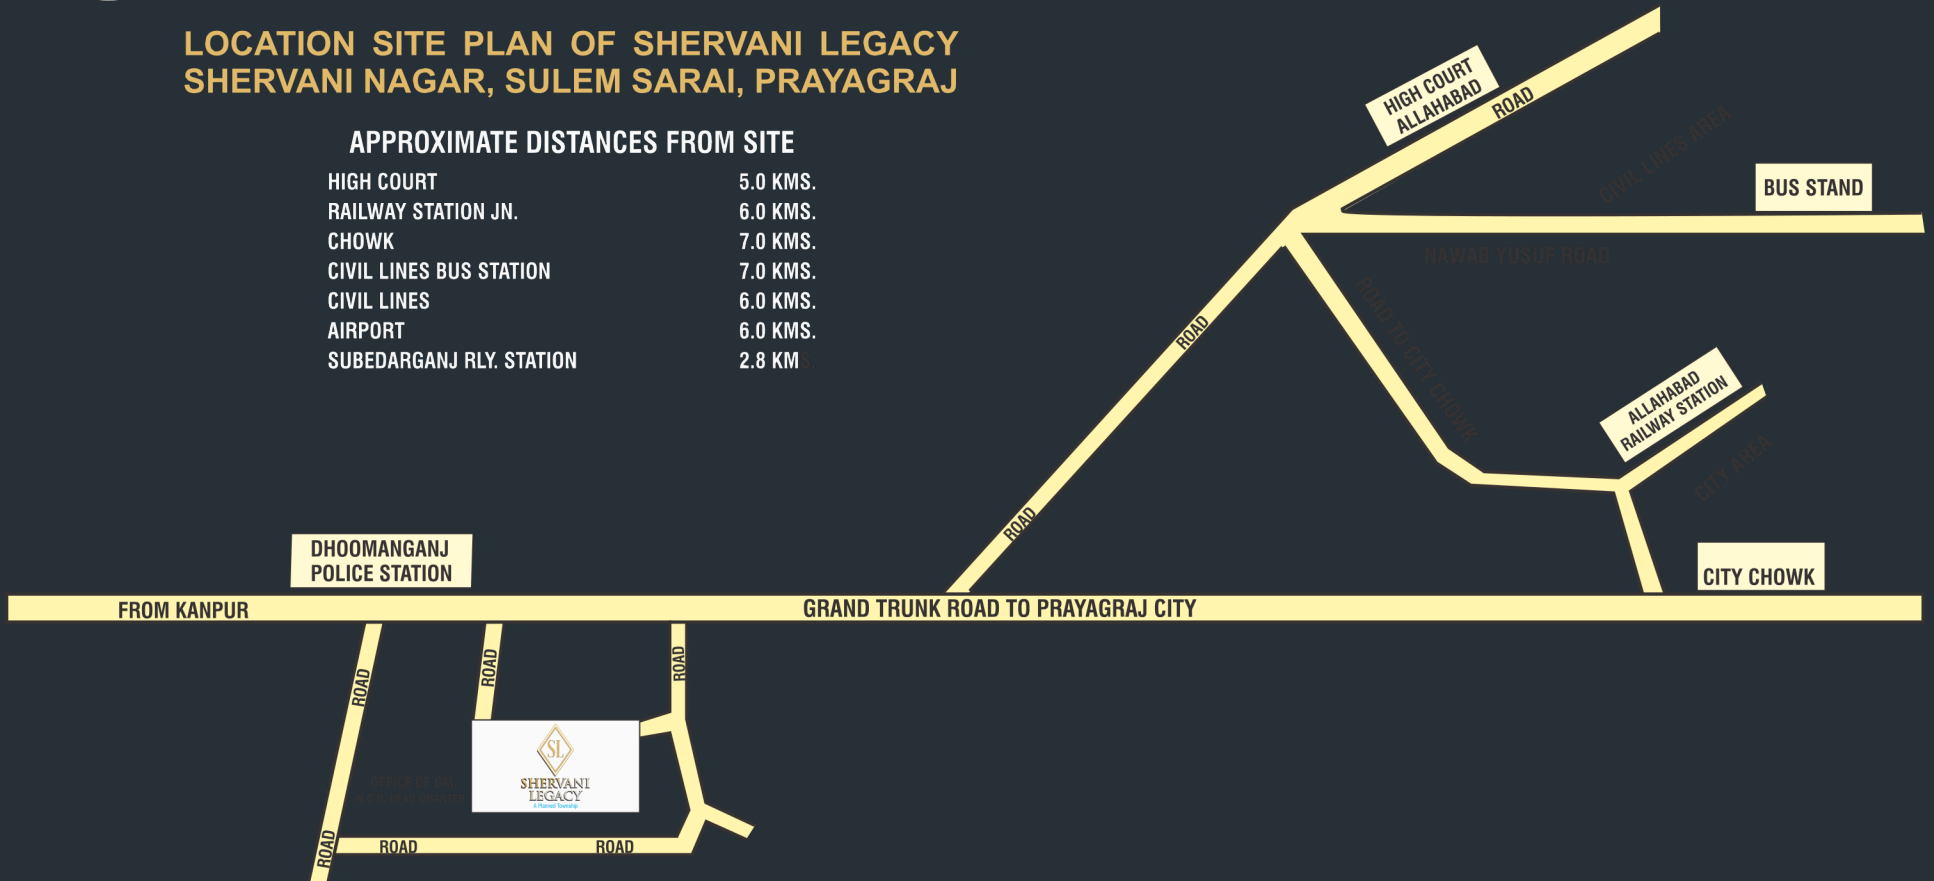 LOCATION SITE PLAN OF SHERVANI LEGACY
SHERVANI NAGAR, SULEM SARAI, PRAYAGRAJ
APPROXIMATE DISTANCES FROM SITE
HIGH COURT 5.0 KMS.
RAILWAY STATION JN. 6.0 KMS.
CHOWK 7.0 KMS.
CIVIL LINES BUS STATION 7.0 KMS.
CIVIL LINES 6.0 KMS.
AIRPORT 6.0 KMS.
SUBEDARGANJ RLY. STATION 2.8 KMS
HIGH COURT
ALLAHABAD
ROAD
CIVIL LINES AREA
BUS STAND
NAWAB YUSUF ROAD
ROAD TO CITY CHOWK
ROAD
ROAD
ALLAHABAD
RAILWAY STATION
CITY AREA
CITY CHOWK
DHOOMANGANJ
POLICE STATION
FROM KANPUR
GRAND TRUNK ROAD TO PRAYAGRAJ CITY
ROAD
ROAD
ROAD
SL
SHERVANI
LEGACY
A Planned Township
OFFICE OF
ROAD
ROAD
ROAD